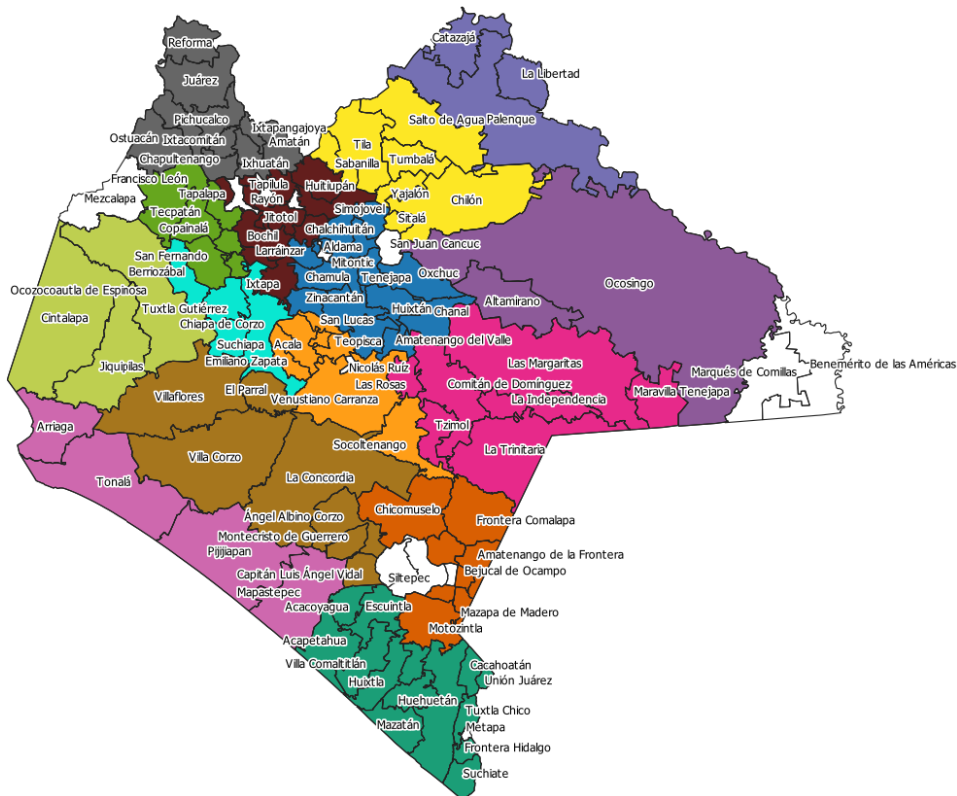 Reforma
Catazajá
La Libertad
Juárez
Pichucalco
Salto de Agua
Palenque
Ixtapangajoya
Ostuacán
Ixtacomitán
Amatán
Tila
Chapultenango
Ixhuatán
Sabanilla
Tumbalá
Francisco León
Tapilula
Huitiupán
Mezcalapa
Tapalapa
Rayón
Yajalón
Chilón
Tecpatán
Jitotol
Simojovel
Sitalá
Copainalá
Bochil
Chalchihuitán
San Juan Cancuc
San Fernando
Larráinzar
Aldama
Berriozábal
Mitontic
Oxchuc
Ixtapa
Chamula
Tenejapa
Ocosingo
Ocozocoautla de Espinosa
Zinacantán
Altamirano
Tuxtla Gutiérrez
Huixtán
Chanal
Cintalapa
Chiapa de Corzo
San Lucas
Suchiapa
Acala
Teopisca
Amatenango del Valle
Jiquipilas
Emiliano Zapata
Nicolás Ruiz
Las Margaritas
Benemérito de las Américas
Marqués de Comillas
Villaflores
El Parral
Las Rosas
Comitán de Domínguez
Maravilla Tenejapa
Venustiano Carranza
La Independencia
Arriaga
Tzimol
Socoltenango
La Trinitaria
Villa Corzo
Tonalá
La Concordia
Chicomuselo
Ángel Albino Corzo
Frontera Comalapa
Montecristo de Guerrero
Pijijiapan
Amatenango de la Frontera
Capitán Luis Ángel Vidal
Siltepec
Bejucal de Ocampo
Mapastepec
Acacoyagua
Escuintla
Mazapa de Madero
Motozintla
Acapetahua
Villa Comaltitlán
Cacahoatán
Huixtla
Unión Juárez
Huehuetán
Tuxtla Chico
Mazatán
Metapa
Frontera Hidalgo
Suchiate